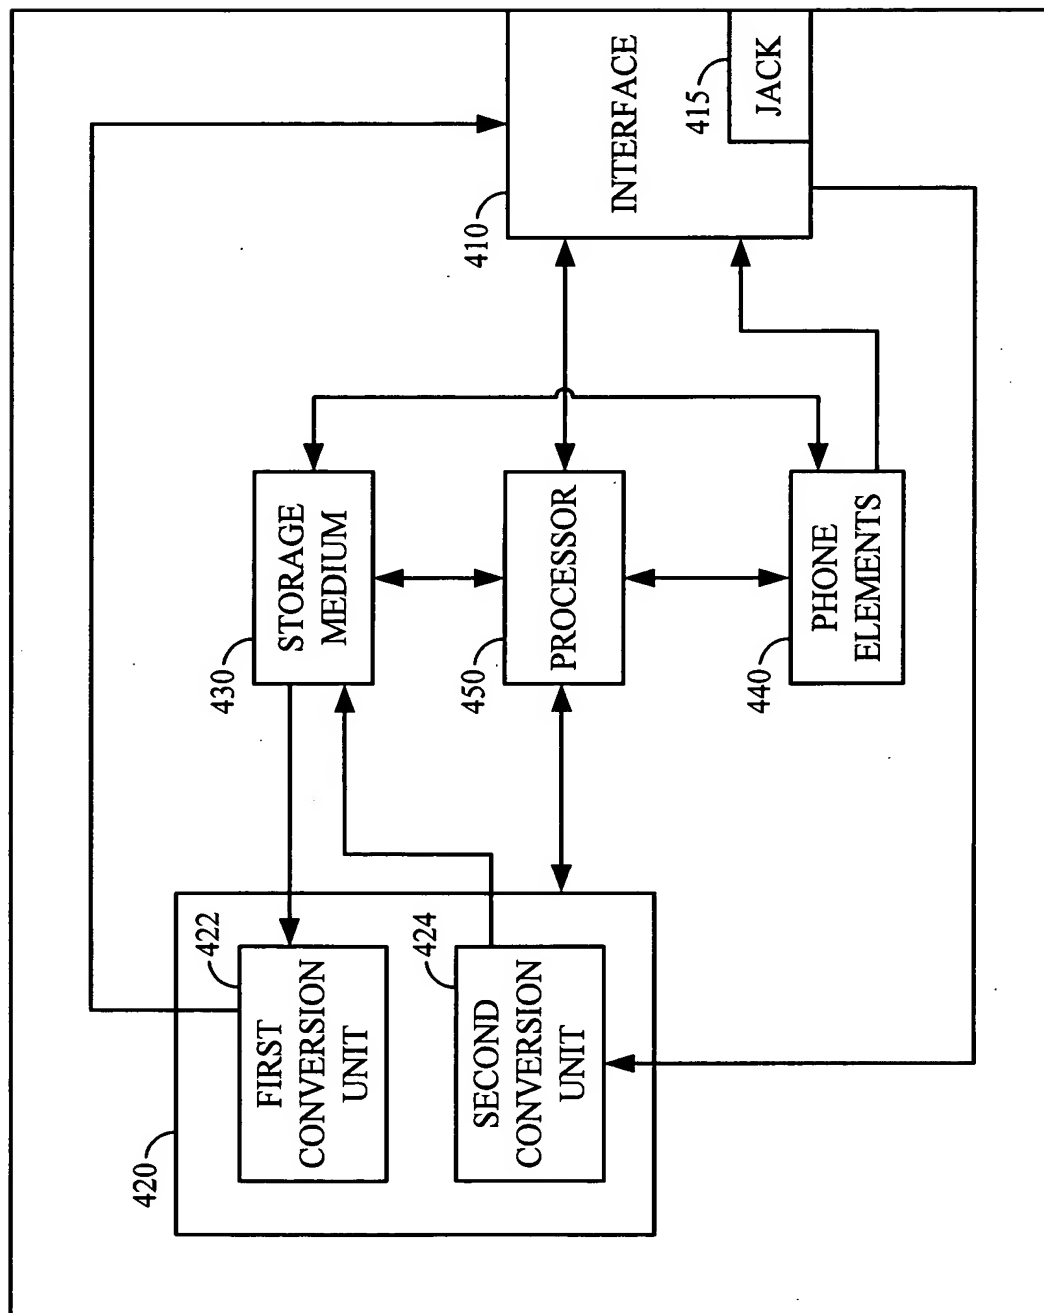 420
422
FIRST
CONVERSION
UNIT
424
SECOND
CONVERSION
UNIT
430
STORAGE
MEDIUM
450
PROCESSOR
440
PHONE
ELEMENTS
410
INTERFACE
415
JACK